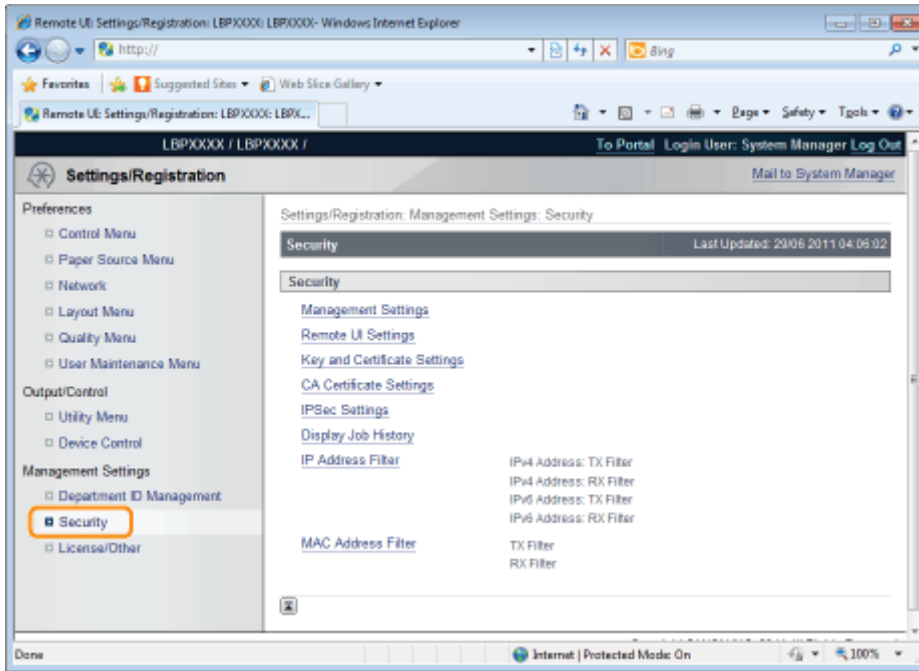 Remote UI: Settings/Registration: LBPXXXX: LBPXXXX- Windows Internet Explorer
http://
Bing
Favorites Suggested Sites Web Slice Gallery
Remote UI: Settings/Registration: LBPXXXX: LBPX...
Page Safety Tools
LBPXXXX / LBPXXXX /
To Portal Login User: System Manager Log Out
Settings/Registration
Mail to System Manager
Preferences
Control Menu
Paper Source Menu
Network
Layout Menu
Quality Menu
User Maintenance Menu
Output/Control
Utility Menu
Device Control
Management Settings
Department ID Management
Security
License/Other
Settings/Registration: Management Settings: Security
Security Last Updated: 29/06 2011 04:06:02
Security
Management Settings
Remote UI Settings
Key and Certificate Settings
CA Certificate Settings
IPSec Settings
Display Job History
IP Address Filter IPv4 Address: TX Filter
IPv4 Address: RX Filter
IPv6 Address: TX Filter
IPv6 Address: RX Filter
MAC Address Filter TX Filter
RX Filter
Done Internet | Protected Mode: On 100%